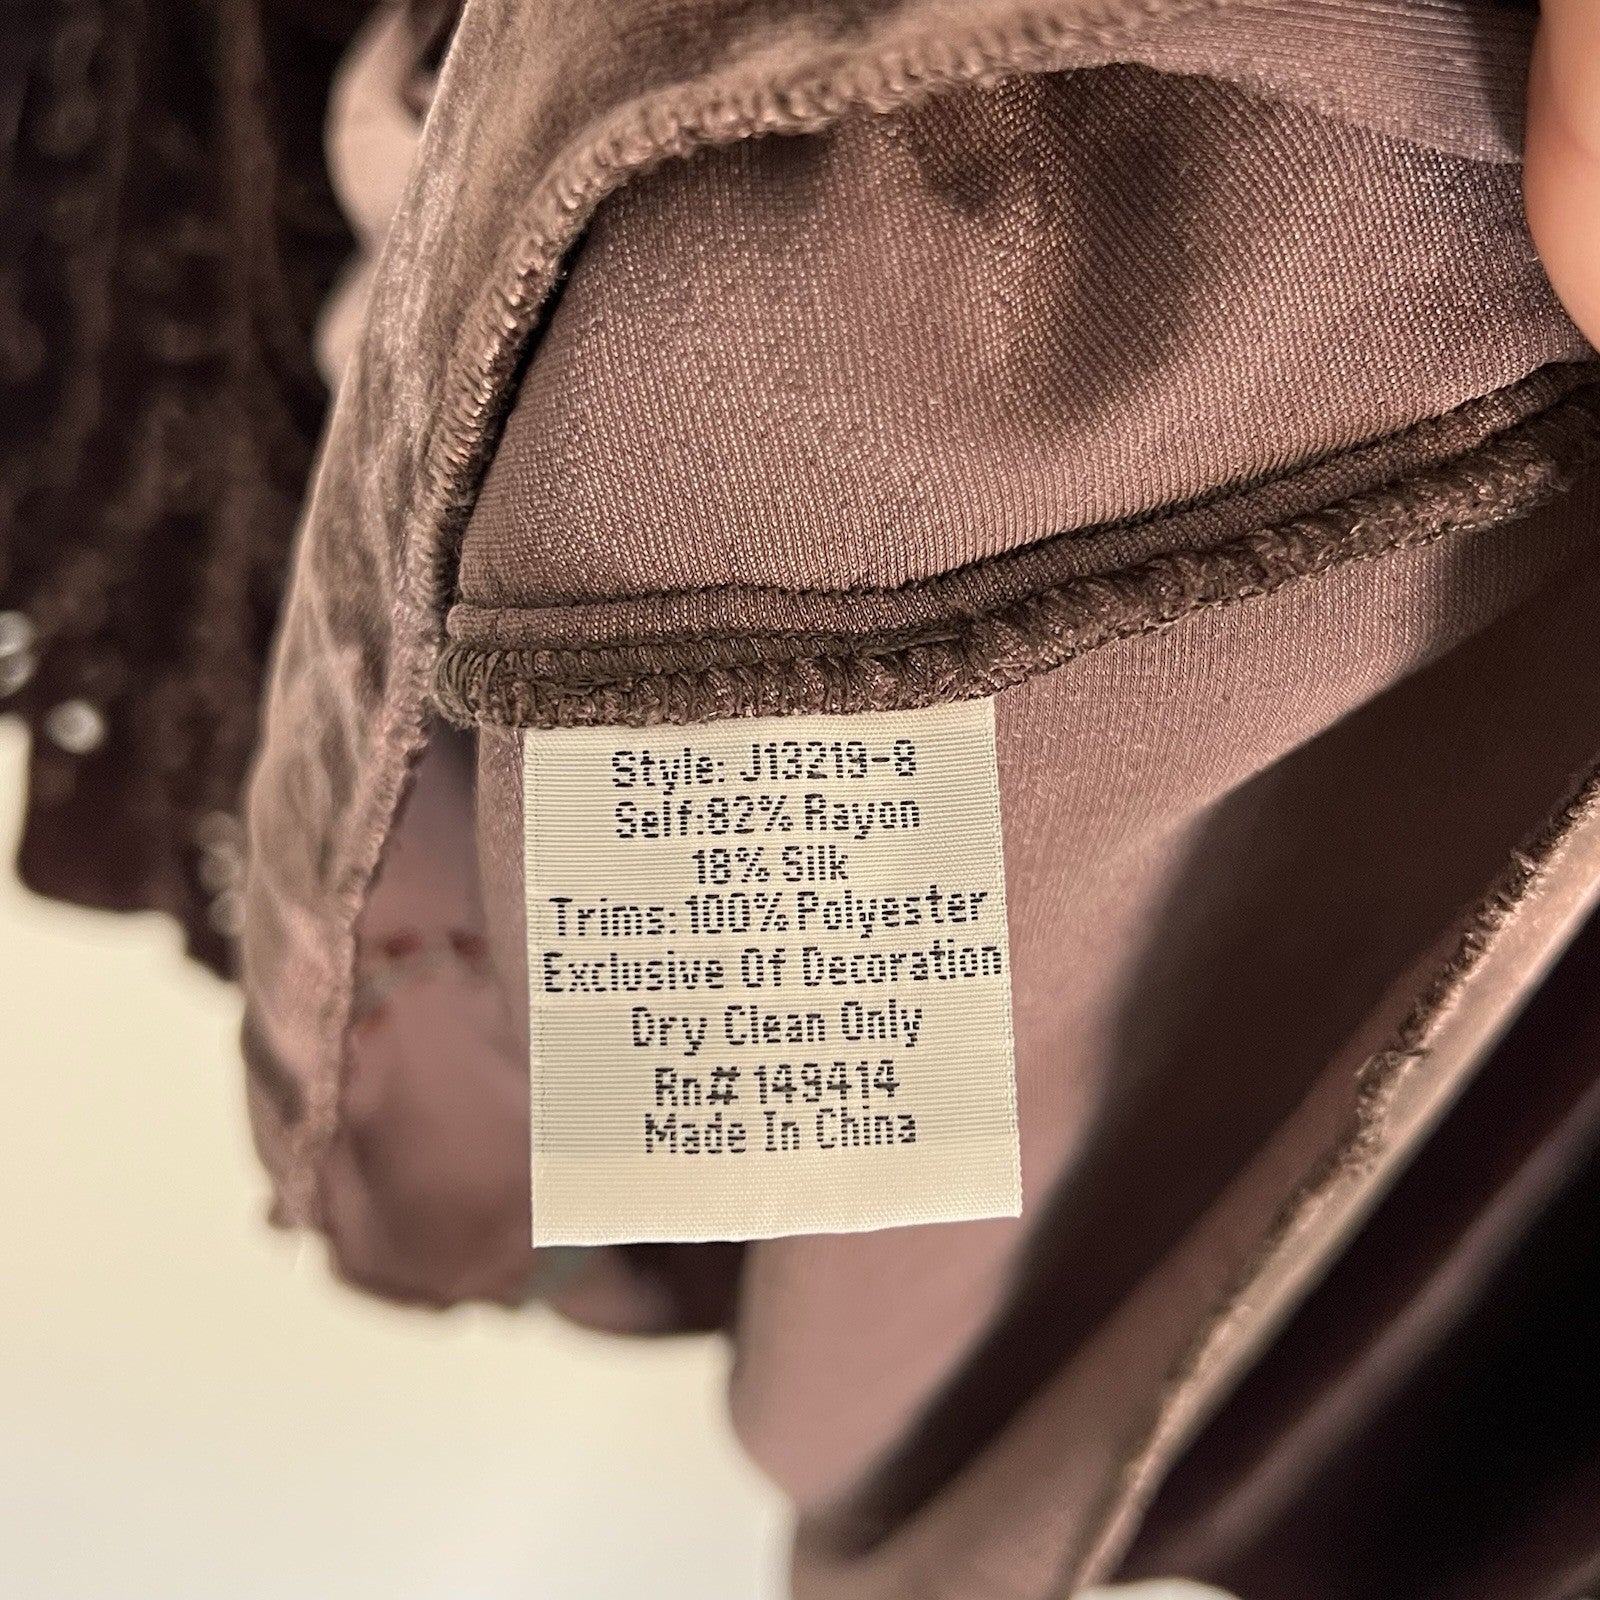 Style: J13219-8
Self:82% Rayon
18% Silk
Trims:100% Polyester
Exclusive Of Decoration
Dry Clean Only
Rn# 149414
Made In China